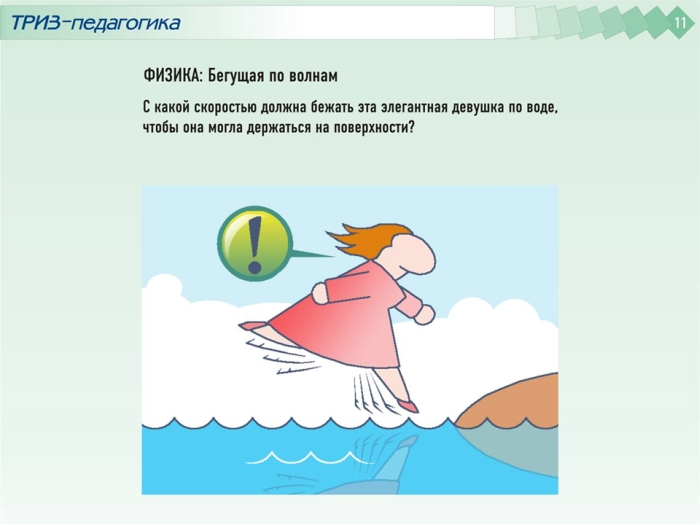 ТРИЗ-педагогика
11
ФИЗИКА: Бегущая по волнам
С какой скоростью должна бежать эта элегантная девушка по воде,
чтобы она могла держаться на поверхности?
!